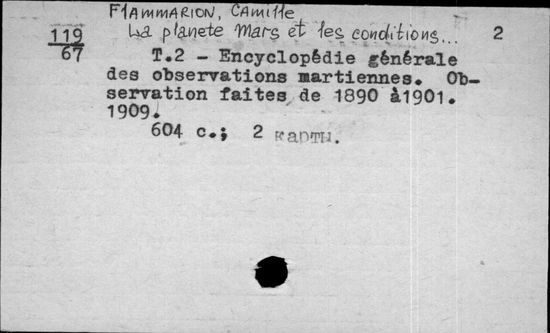 FlAMMARION, CAMille
La planete Mars et les conditions... 2
119
67
T.2 - Encyclopédie générale
des observations martiennes. Ob-
servation faites de 1890 à1901.
1909.
604 c.; 2 карты.